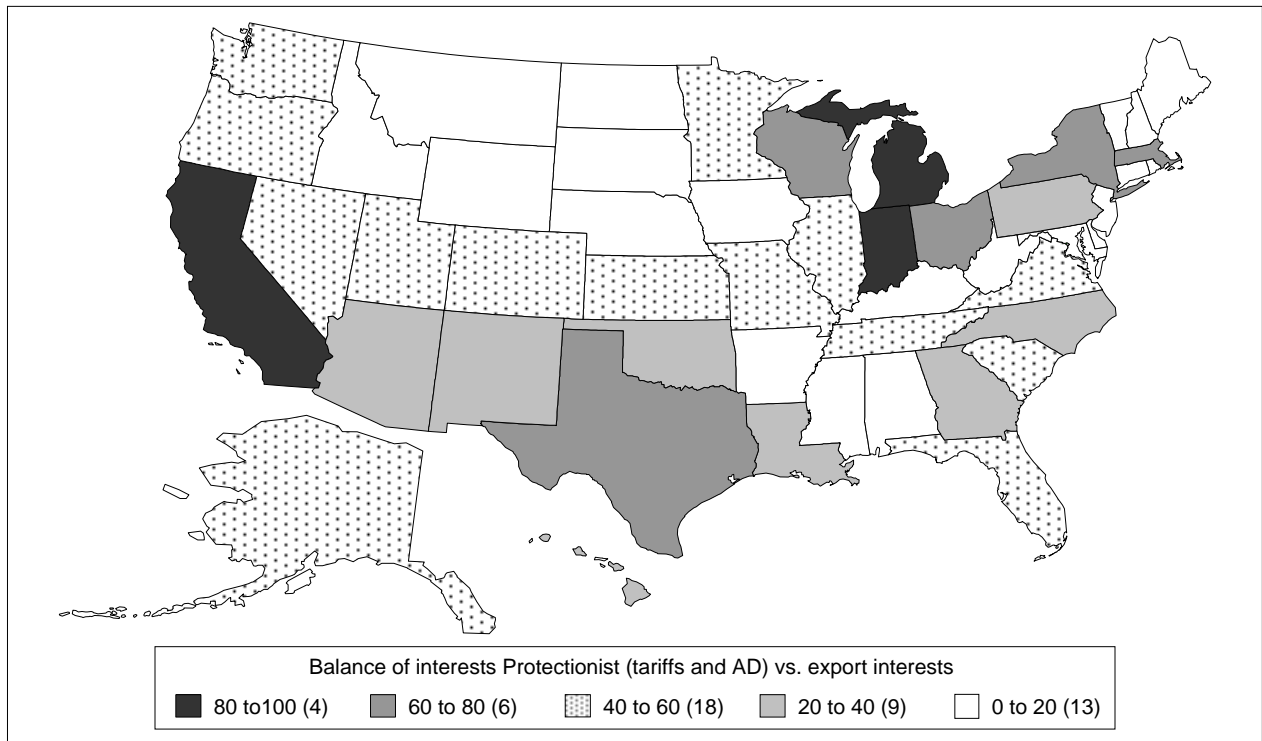 Balance of interests Protectionist (tariffs and AD) vs. export interests
80 to100 (4) 60 to 80 (6) 40 to 60 (18) 20 to 40 (9) 0 to 20 (13)